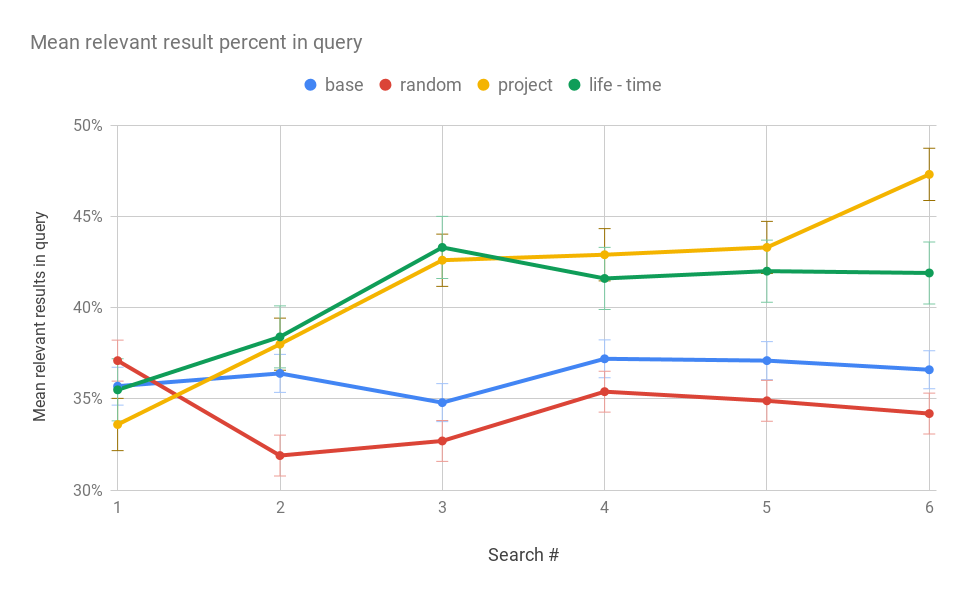 Mean relevant result percent in query
base random project life - time
50%
45%
40%
35%
30%
Mean relevant results in query
1 2 3 4 5 6
Search #